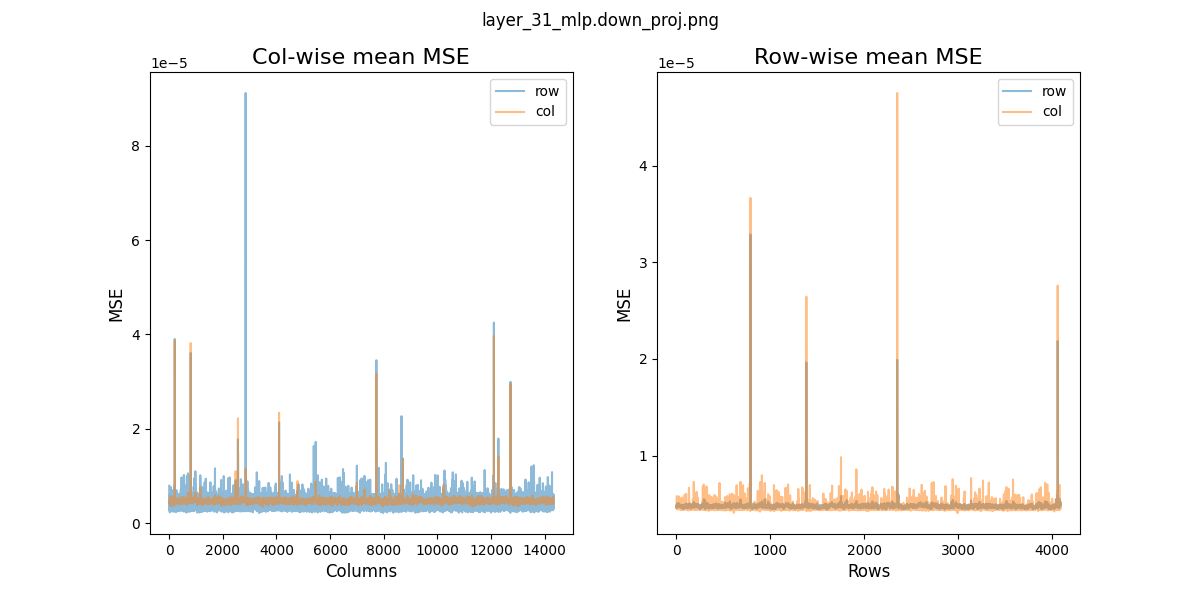 layer_31_mlp.down_proj.png
Col-wise mean MSE
1e−5
row
col
8
6
4
2
0
MSE
0 2000 4000 6000 8000 10000 12000 14000
Columns
Row-wise mean MSE
1e−5
row
col
4
3
2
1
MSE
0 1000 2000 3000 4000
Rows